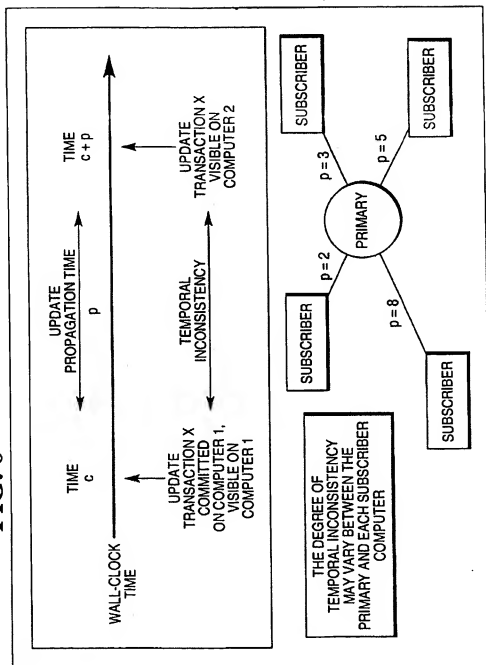 UPDATE
PROPAGATION TIME
p
TIME
c
TIME
c + p
WALL-CLOCK
TIME
UPDATE
TRANSACTION X
COMMITTED
ON COMPUTER 1,
VISIBLE ON
COMPUTER 1
TEMPORAL
INCONSISTENCY
UPDATE
TRANSACTION X
VISIBLE ON
COMPUTER 2
THE DEGREE OF
TEMPORAL INCONSISTENCY
MAY VARY BETWEEN THE
PRIMARY AND EACH SUBSCRIBER
COMPUTER
SUBSCRIBER
p = 2
SUBSCRIBER
p = 3
PRIMARY
SUBSCRIBER
p = 8
SUBSCRIBER
p = 5